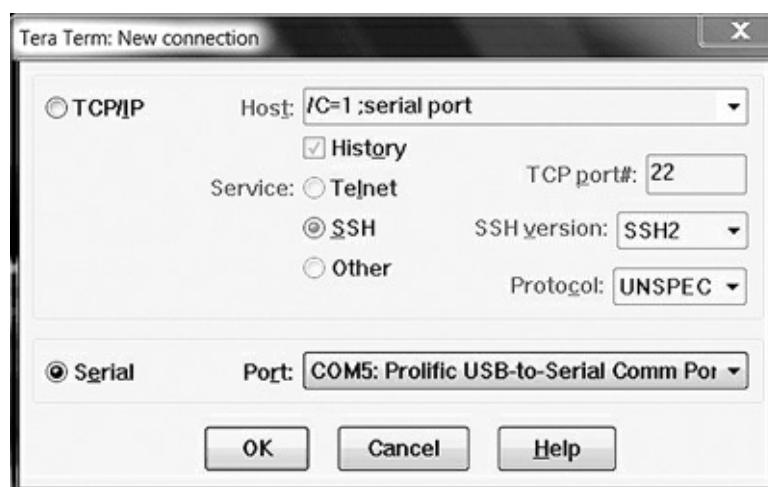 Tera Term: New connection
x
TCP/IP Host: /C=1 ;serial port
History
Service: Telnet TCP port#: 22
SSH SSH version: SSH2
Other Protocol: UNSPEC
Serial Port: COM5: Prolific USB-to-Serial Comm Por
OK Cancel Help